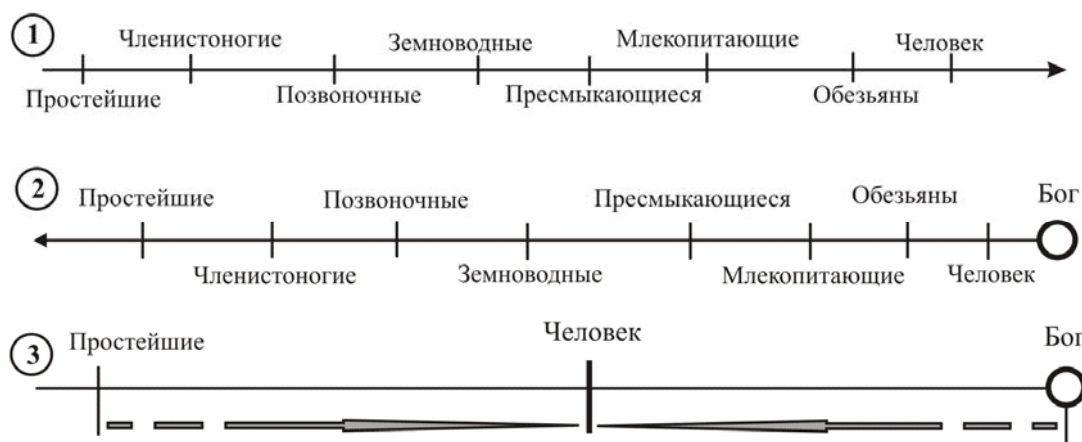 1
Членистоногие Земноводные Млекопитающие Человек
Простейшие Позвоночные Пресмыкающиеся Обезьяны
2
Простейшие Позвоночные Пресмыкающиеся Обезьяны Бог
Членистоногие Земноводные Млекопитающие Человек
3
Простейшие Человек Бог